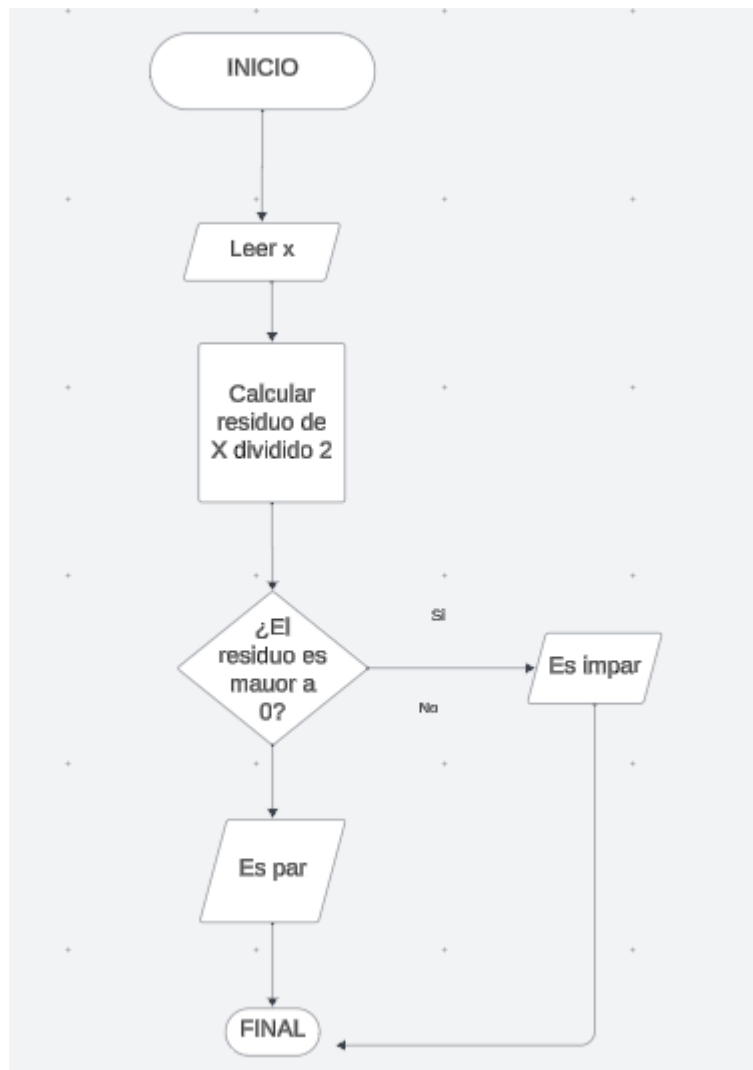 INICIO
Leer x
Calcular
residuo de
X dividido 2
¿El
residuo es
mauor a
0?
Si
Es impar
No
Es par
FINAL